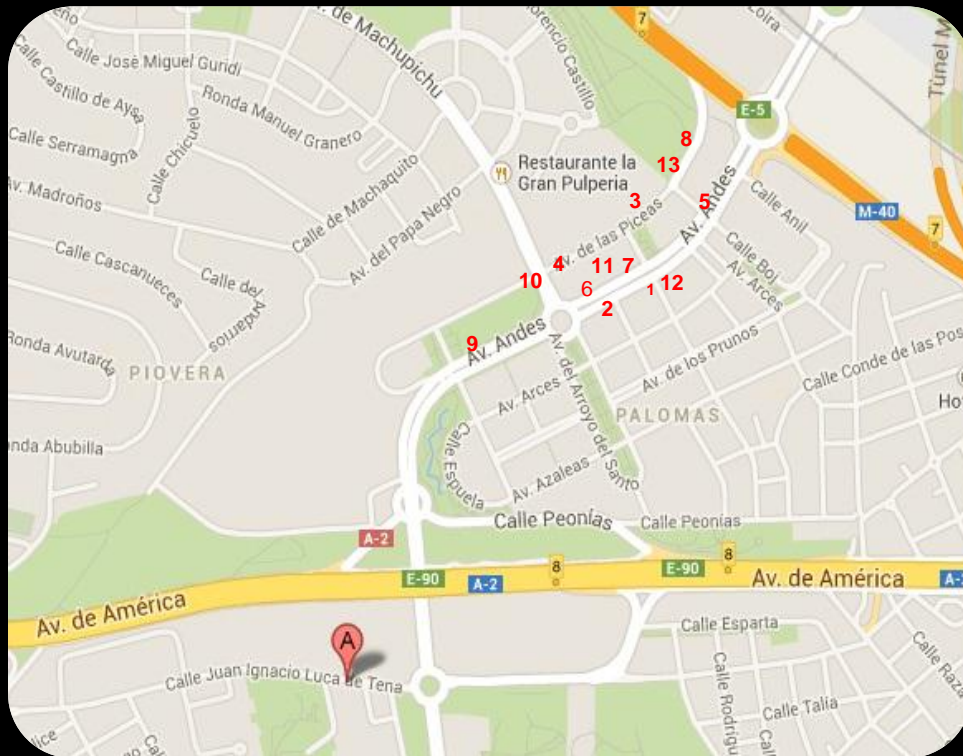 Av. de Machupichu
Calle José Miguel Guridi
Calle Castillo de Aysa
Ronda Manuel Granero
Calle Chicuelo
Calle Serramagna
Calle de Machaquito
Av. Madroños
Av. del Papa Negro
Calle Cascanueces
Calle del Andarrios
Ronda Avutarda
PIOVERA
Restaurante la
Gran Pulperia
7
E-5
Túnel M
8
13
3
5
Av. de las Piceas
Av. Andes
Calle Anil
M-40
7
4
11
7
10
6
1
12
2
Calle Boj
Av. Arces
9
Av. Andes
Av. del Arroyo del Santo
Av. de los Prunos
Calle Conde de las Pos
Av. Arces
PALOMAS
Ho
Calle Espuela
Av. Azaleas
Calle Peonías
Calle Peonías
A-2
E-90
A-2
8
E-90
8
Av. de América
Av. de América
A
Calle Juan Ignacio Luca de Tena
Calle Esparta
Calle Rodrígu
Calle Talía
Calle Raza